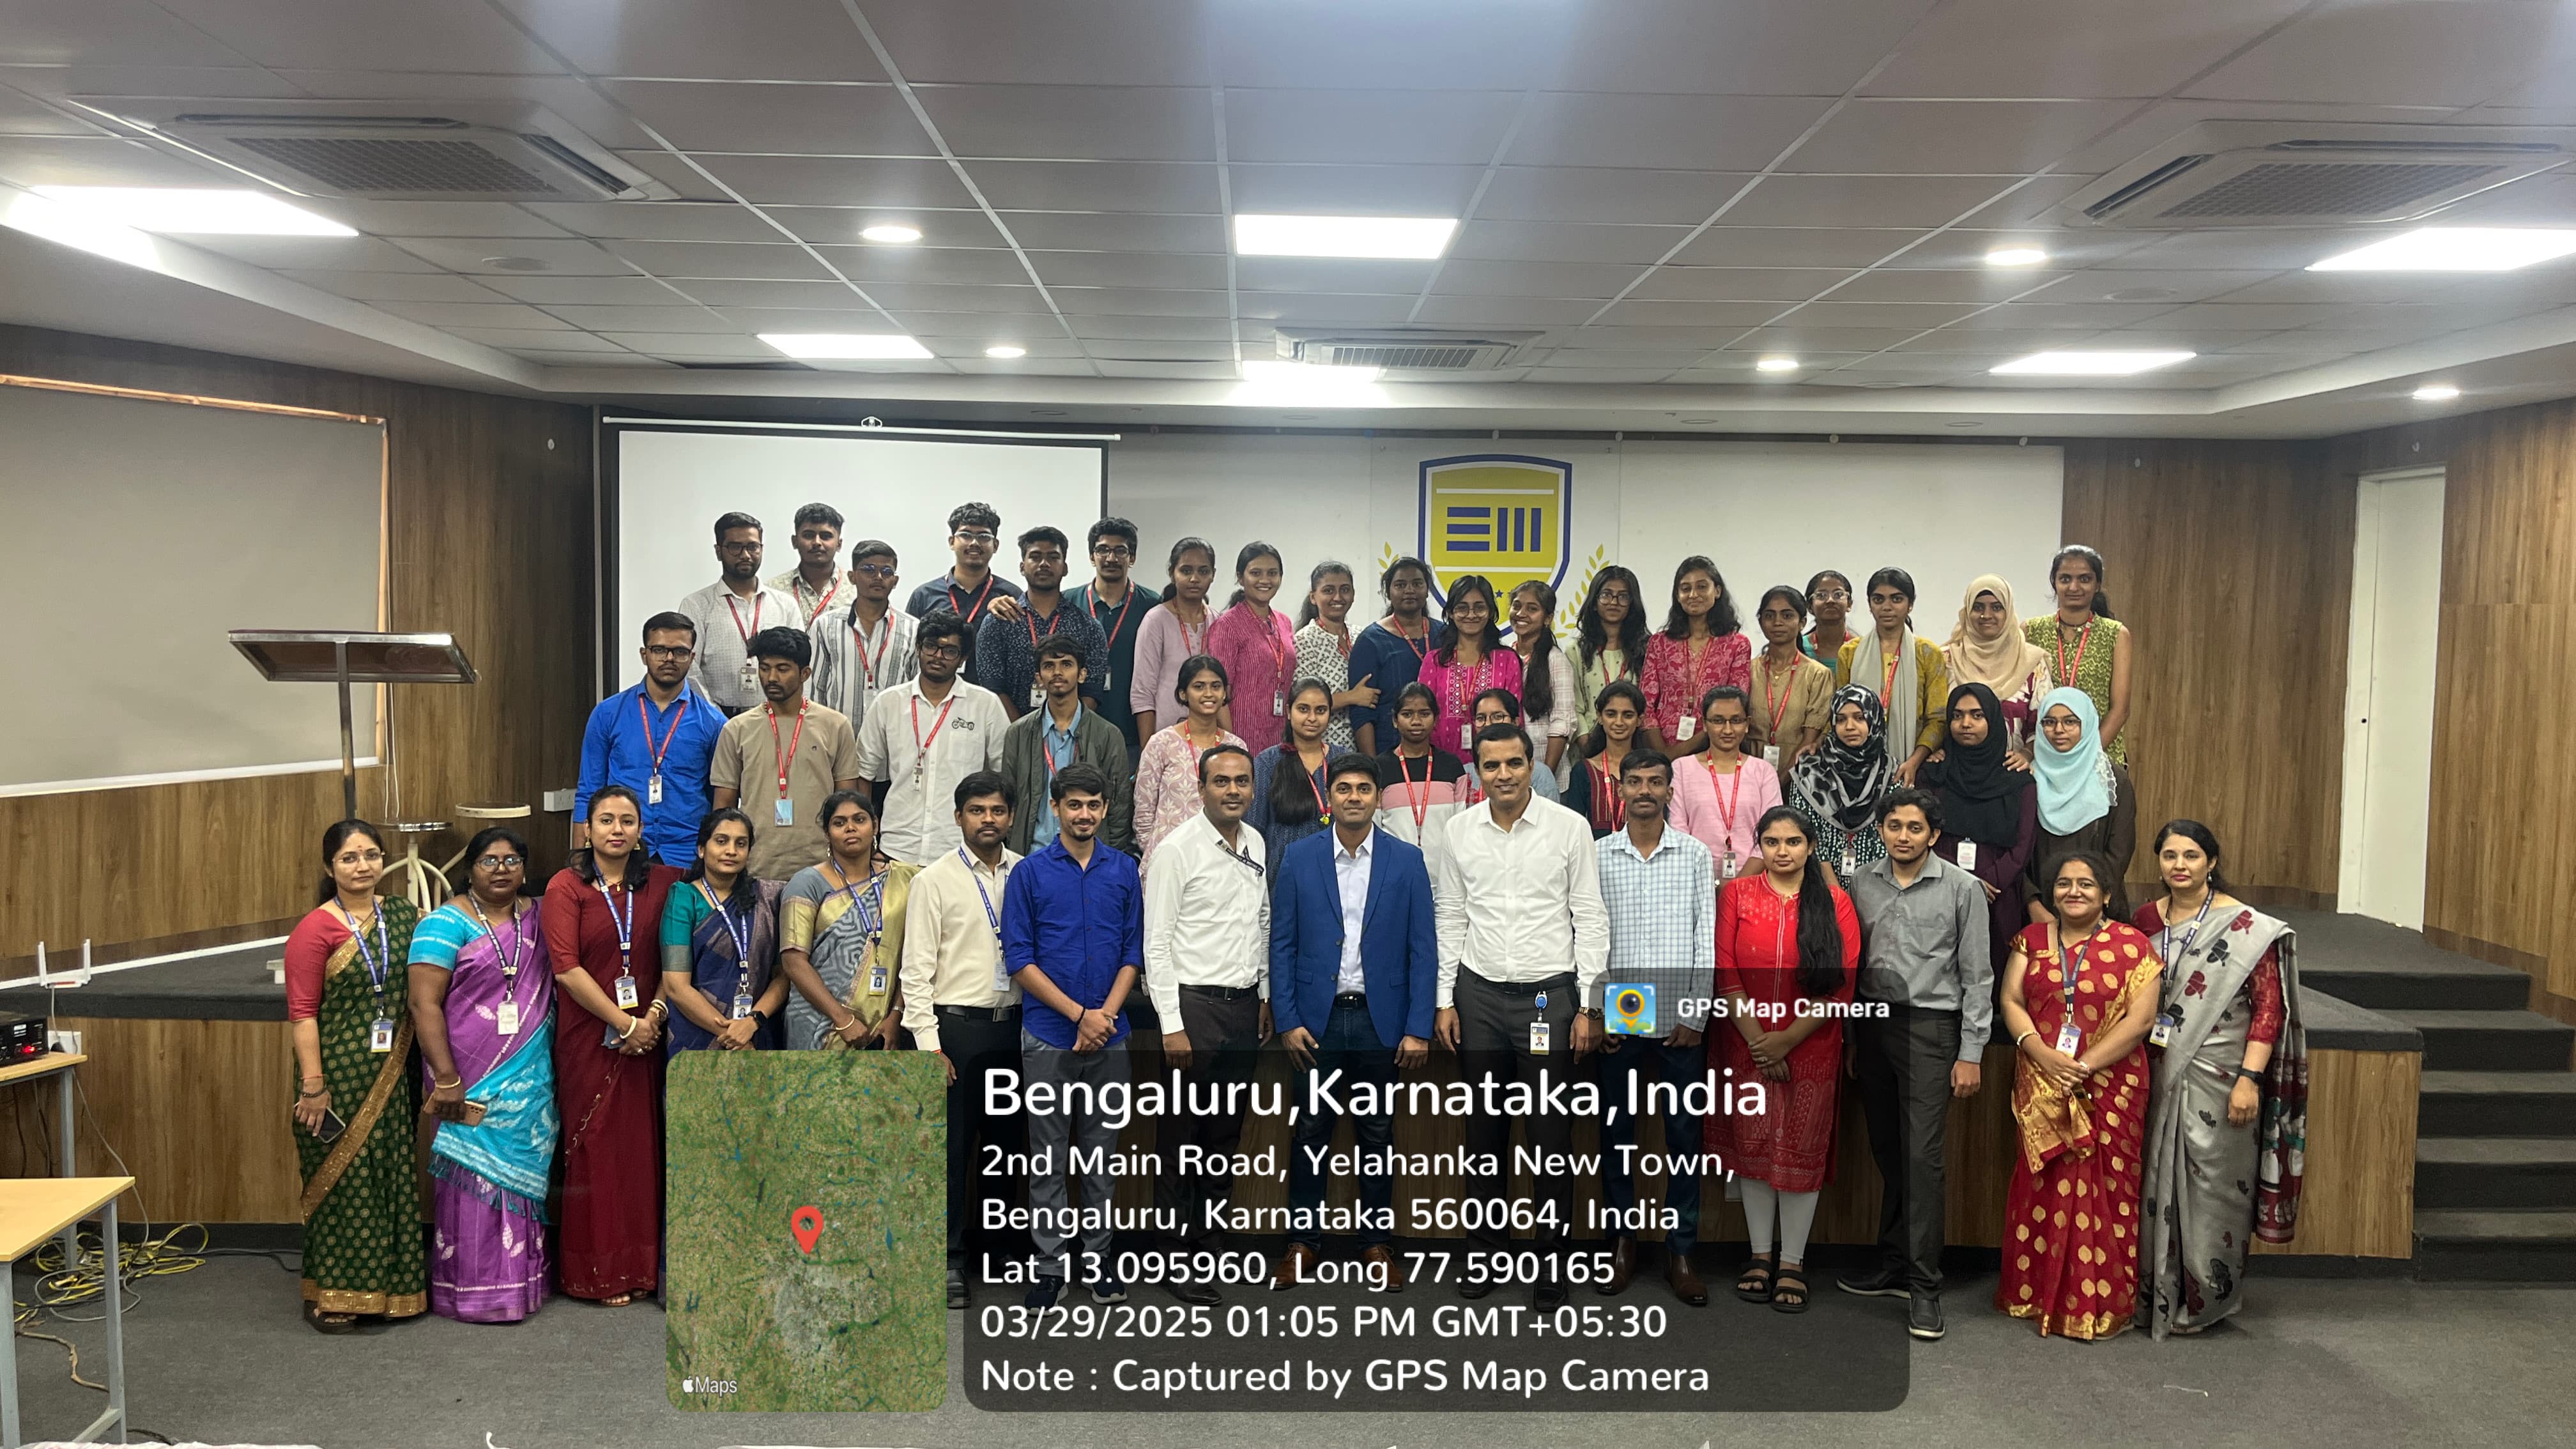 GPS Map Camera
Bengaluru,Karnataka,India
2nd Main Road, Yelahanka New Town,
Bengaluru, Karnataka 560064, India
Lat 13.095960, Long 77.590165
03/29/2025 01:05 PM GMT+05:30
Note : Captured by GPS Map Camera
Maps